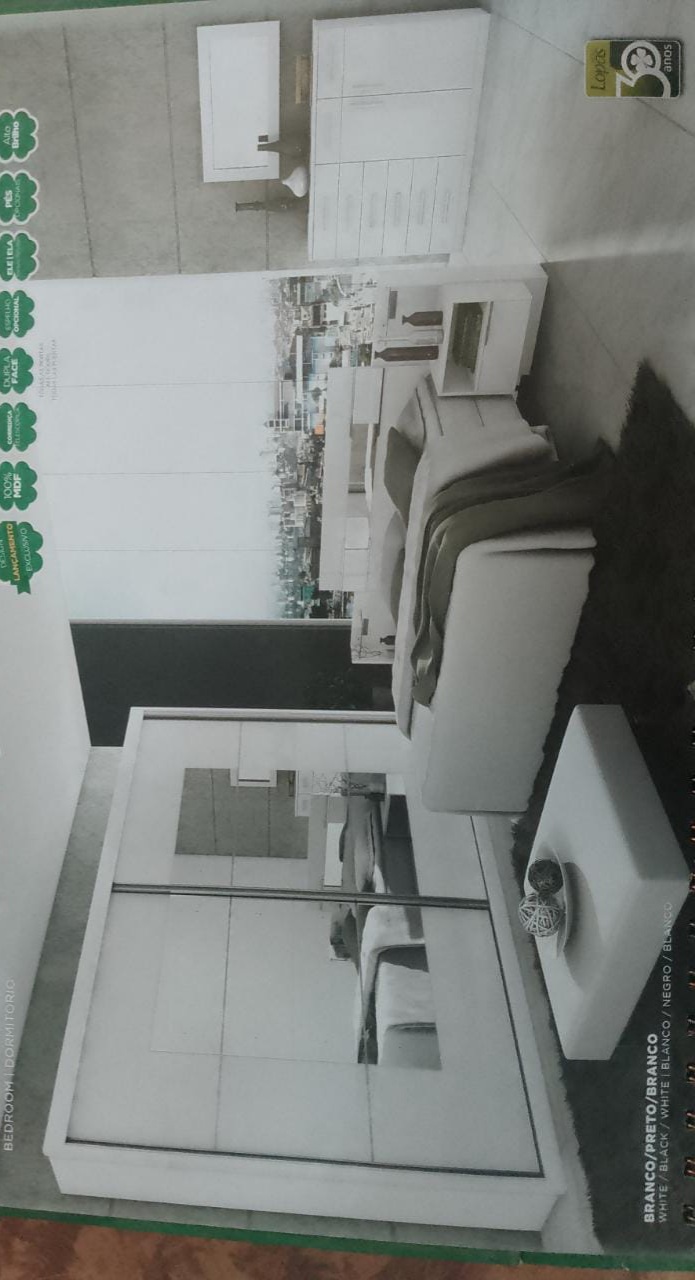 BEDROOM | DORMITORIO
DESIGN
LANÇAMENTO
EXCLUSIVO
100%
MDF
CORREDIÇA
TELESCÓPICA
DUPLA
FACE
ESPELHO
OPCIONAL
ELE|ELA
PÉS
OPCIONAIS
Alto
Brilho
BRANCO/PRETO/BRANCO
WHITE / BLACK / WHITE | BLANCO / NEGRO / BLANCO
Lopas
30
anos